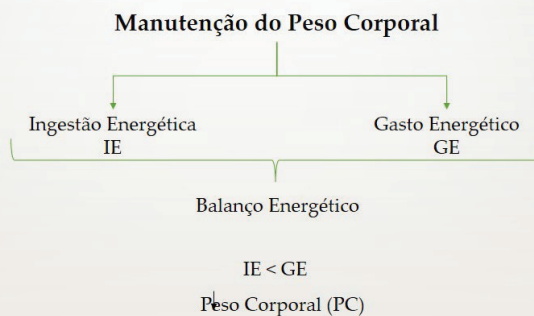 Manutenção do Peso Corporal
Ingestão Energética
IE
Gasto Energético
GE
Balanço Energético
IE < GE
Peso Corporal (PC)